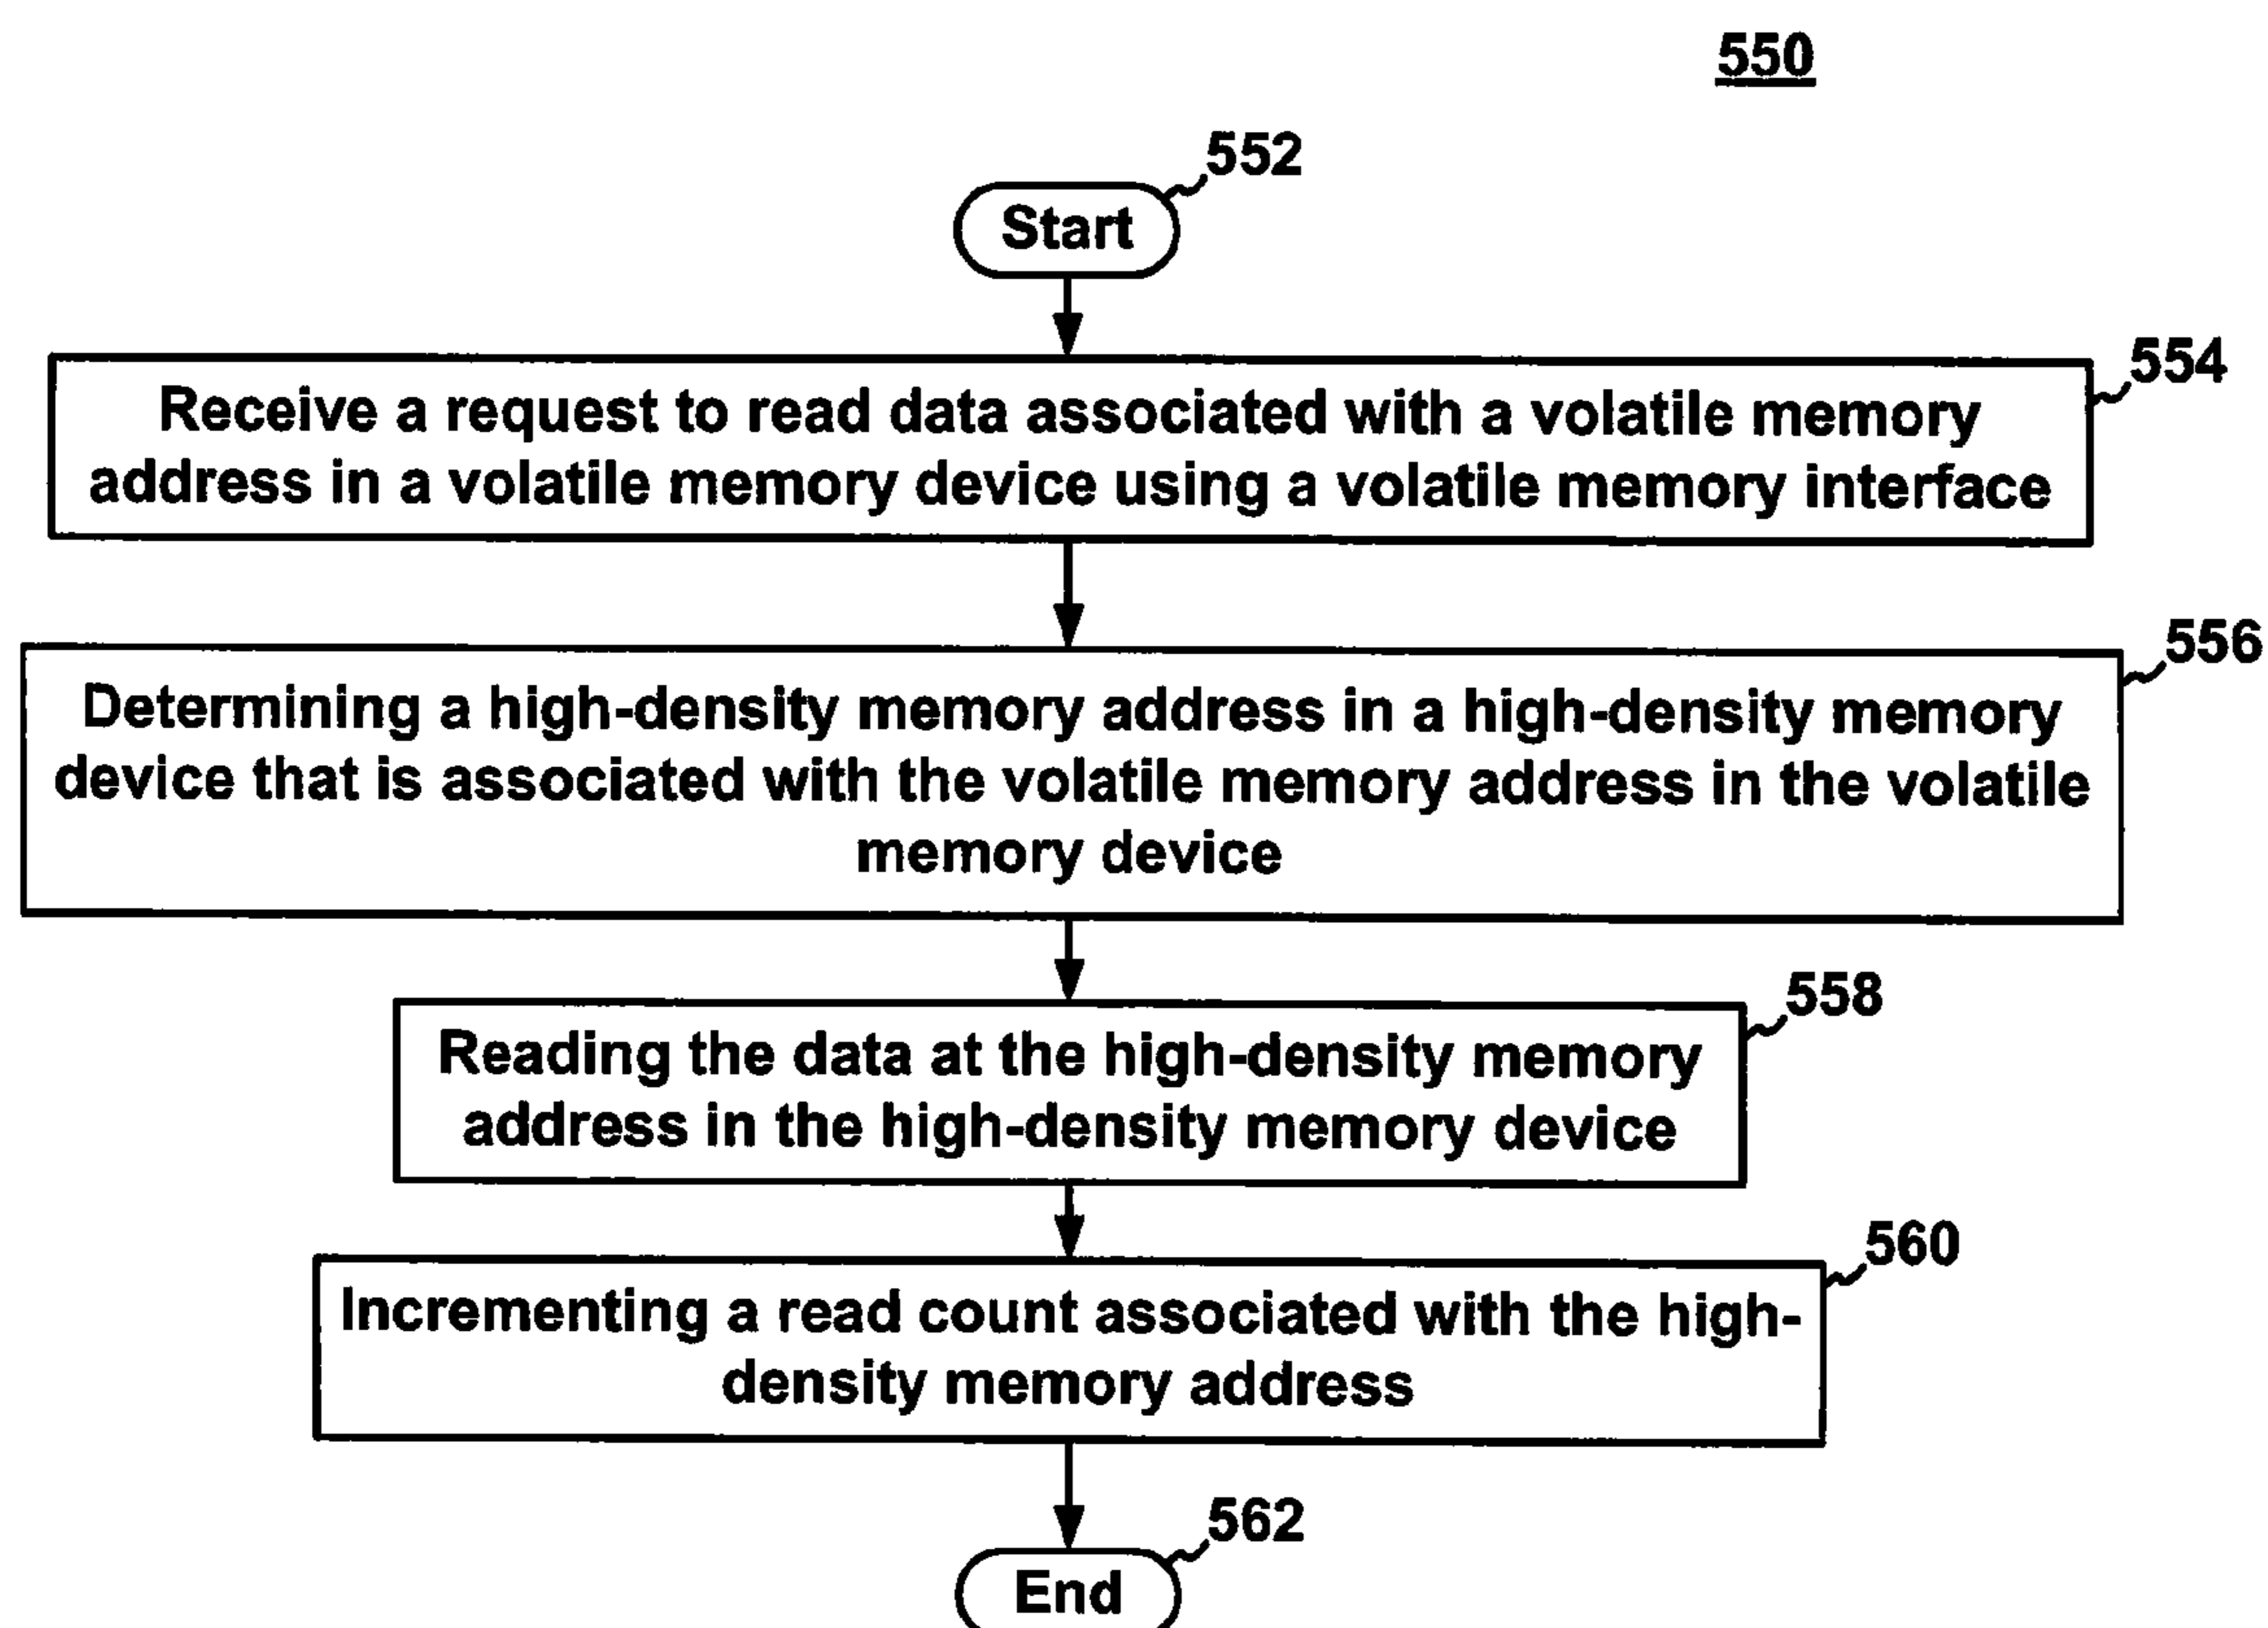 550
552
Start
554
Receive a request to read data associated with a volatile memory
address in a volatile memory device using a volatile memory interface
556
Determining a high-density memory address in a high-density memory
device that is associated with the volatile memory address in the volatile
memory device
558
Reading the data at the high-density memory
address in the high-density memory device
560
Incrementing a read count associated with the high-
density memory address
562
End